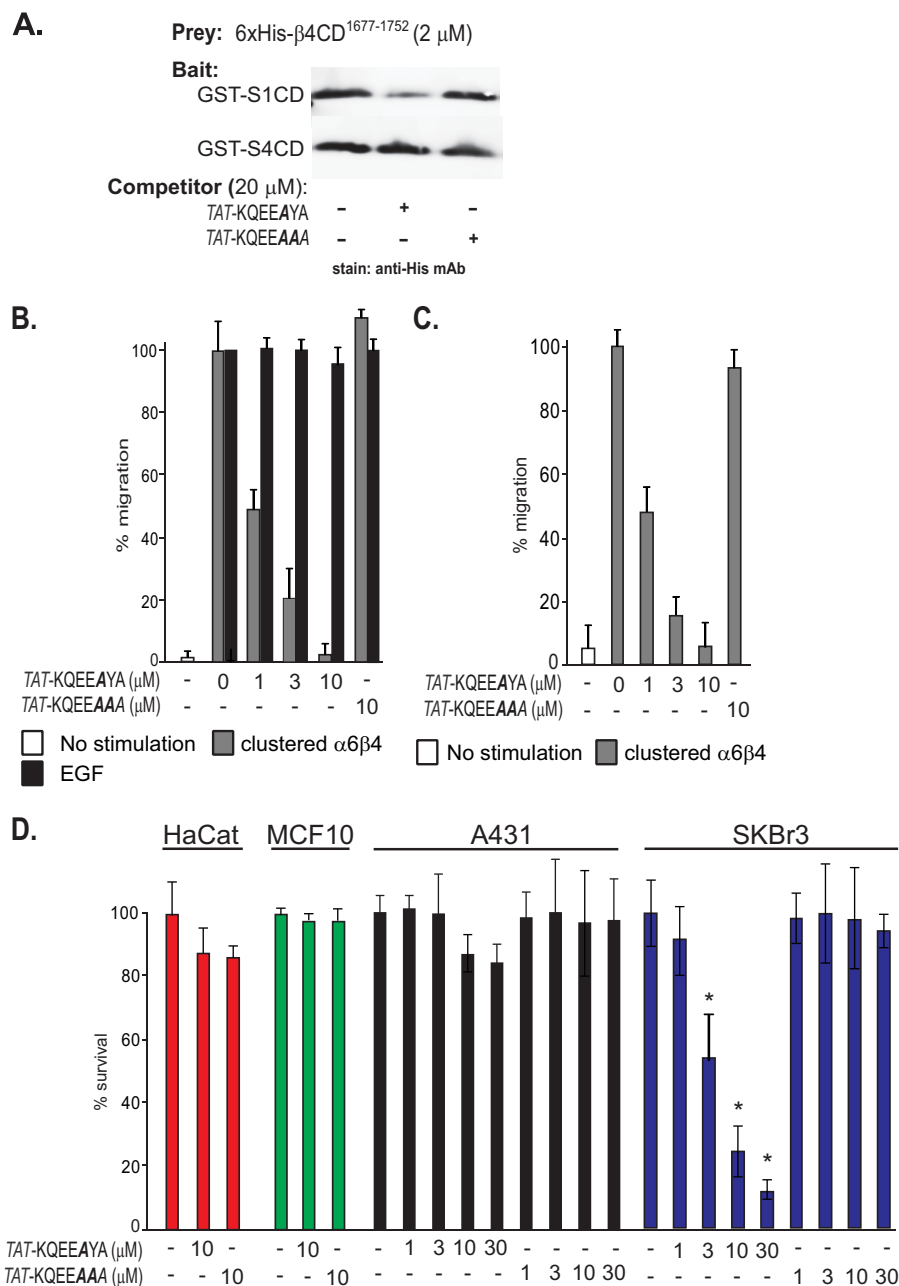 A.
Prey: 6xHis-β4CD1677-1752 (2 μM)
Bait:
GST-S1CD
GST-S4CD
Competitor (20 μM):
TAT-KQEEAYA - + -
TAT-KQEEAAA - - +
stain: anti-His mAb
B.
% migration
100
80
60
40
20
0
TAT-KQEEAYA (μM) - 0 1 3 10 -
TAT-KQEEAAA (μM) - - - - - 10
No stimulation clustered α6β4
EGF
C.
% migration
100
80
60
40
20
0
TAT-KQEEAYA (μM) - 0 1 3 10 -
TAT-KQEEAAA (μM) - - - - - 10
No stimulation clustered α6β4
D.
HaCat MCF10 A431 SKBr3
% survival
100
80
60
40
20
0
* * *
TAT-KQEEAYA (μM) - 10 - - 10 - - 1 3 10 30 - - - - - 1 3 10 30 - - - -
TAT-KQEEAAA (μM) - - 10 - - 10 - - - - - 1 3 10 30 - - - - - 1 3 10 30